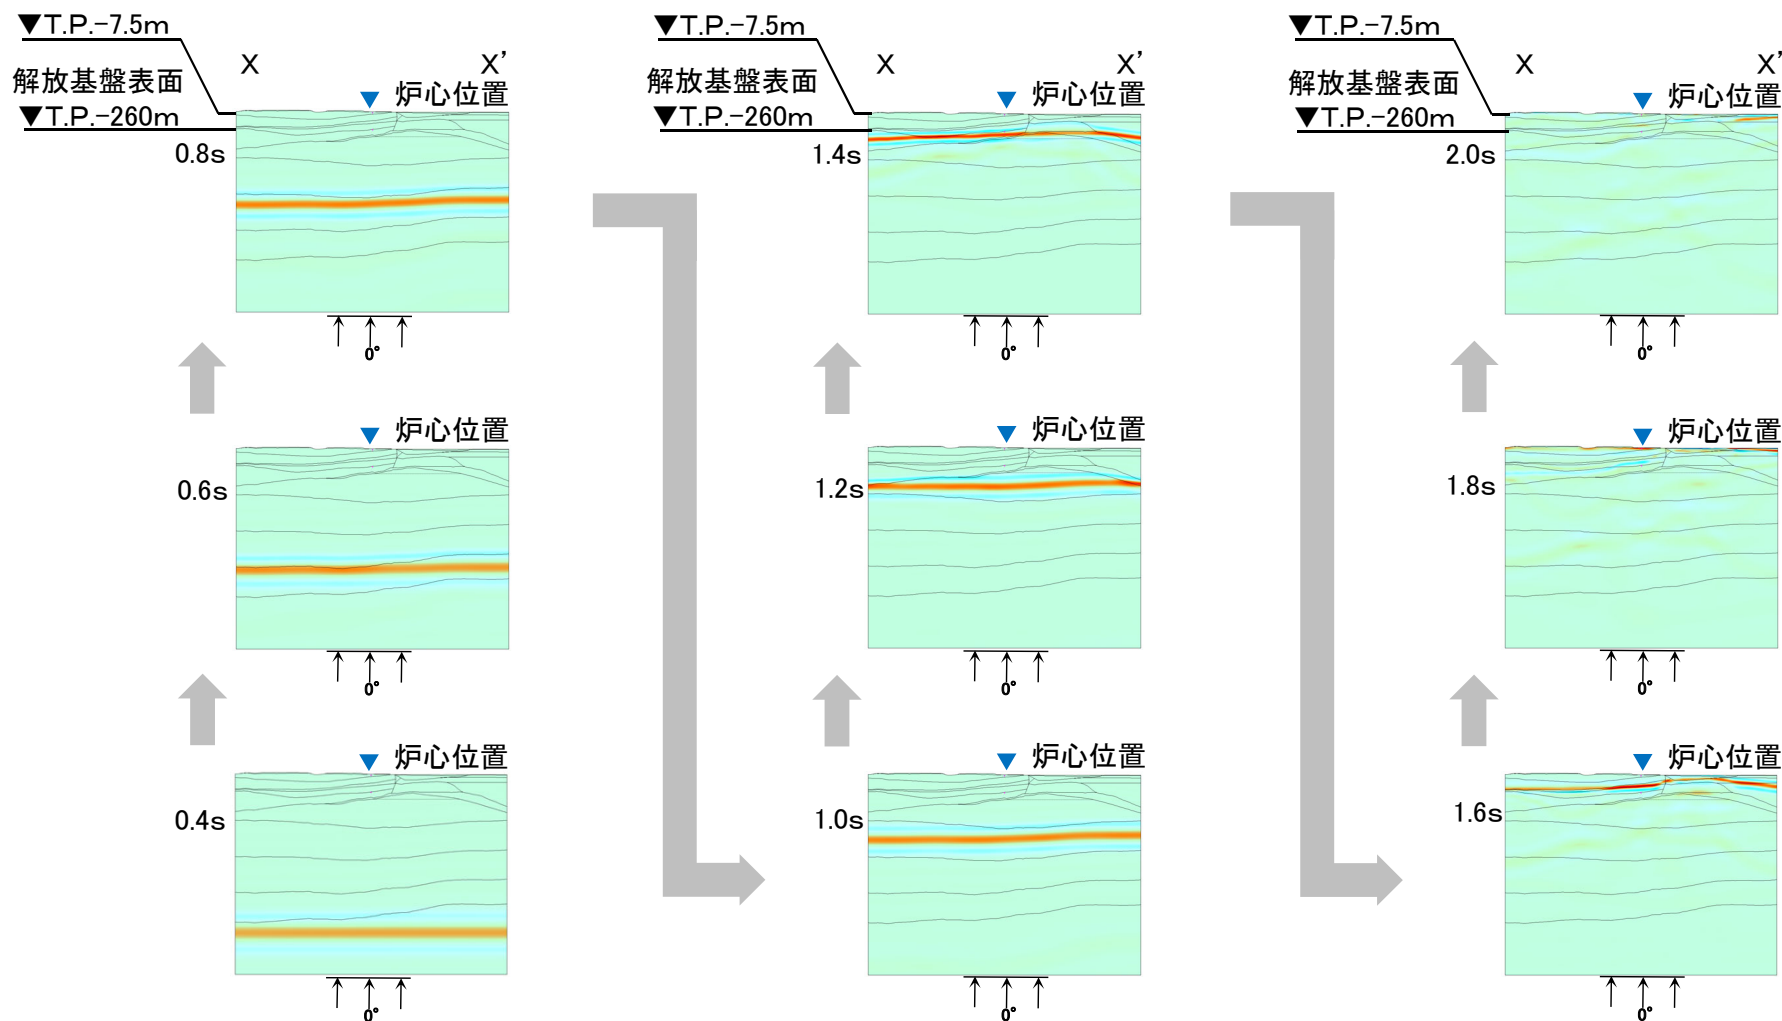 ▼T.P.-7.5m
X
X'
解放基盤表面
炉心位置
▼T.P.-260m
0.8s
0°
炉心位置
0.6s
0°
炉心位置
0.4s
0°
▼T.P.-7.5m
X
X'
解放基盤表面
炉心位置
▼T.P.-260m
1.4s
0°
炉心位置
1.2s
0°
炉心位置
1.0s
0°
▼T.P.-7.5m
X
X'
解放基盤表面
炉心位置
▼T.P.-260m
2.0s
0°
炉心位置
1.8s
0°
炉心位置
1.6s
0°